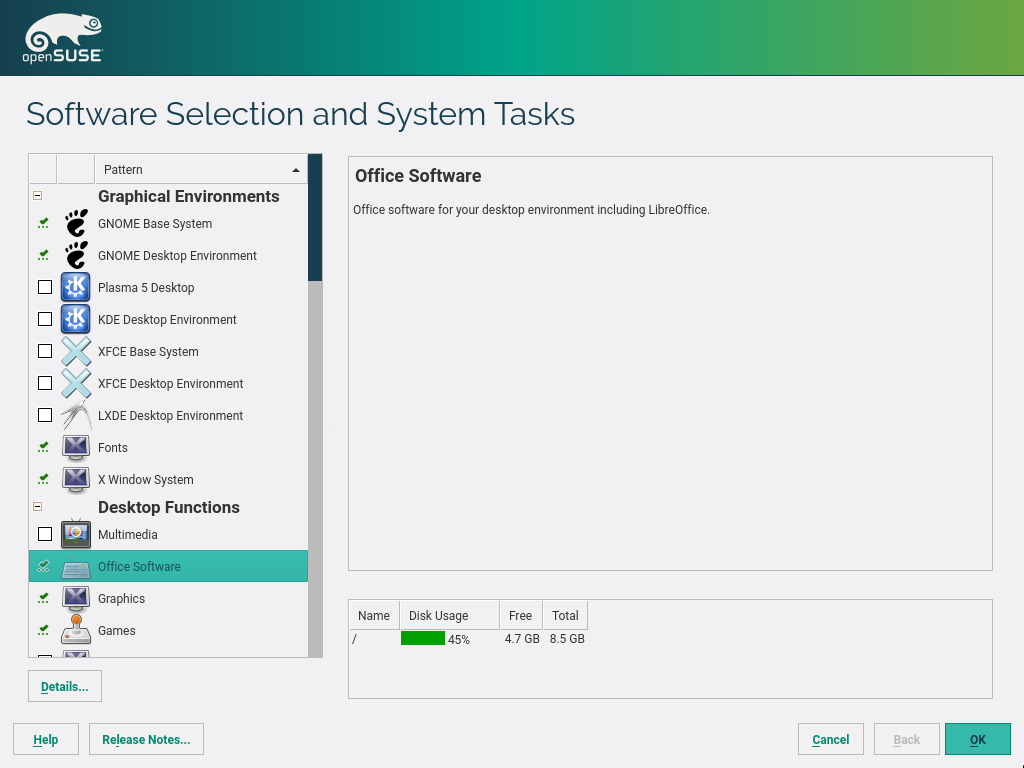 openSUSE
Software Selection and System Tasks
Pattern
Graphical Environments
GNOME Base System
GNOME Desktop Environment
Plasma 5 Desktop
KDE Desktop Environment
XFCE Base System
XFCE Desktop Environment
LXDE Desktop Environment
Fonts
X Window System
Desktop Functions
Multimedia
Office Software
Graphics
Games
Details...
Office Software
Office software for your desktop environment including LibreOffice.
Name Disk Usage Free Total
/ 45% 4.7 GB 8.5 GB
Help Release Notes... Cancel Back OK